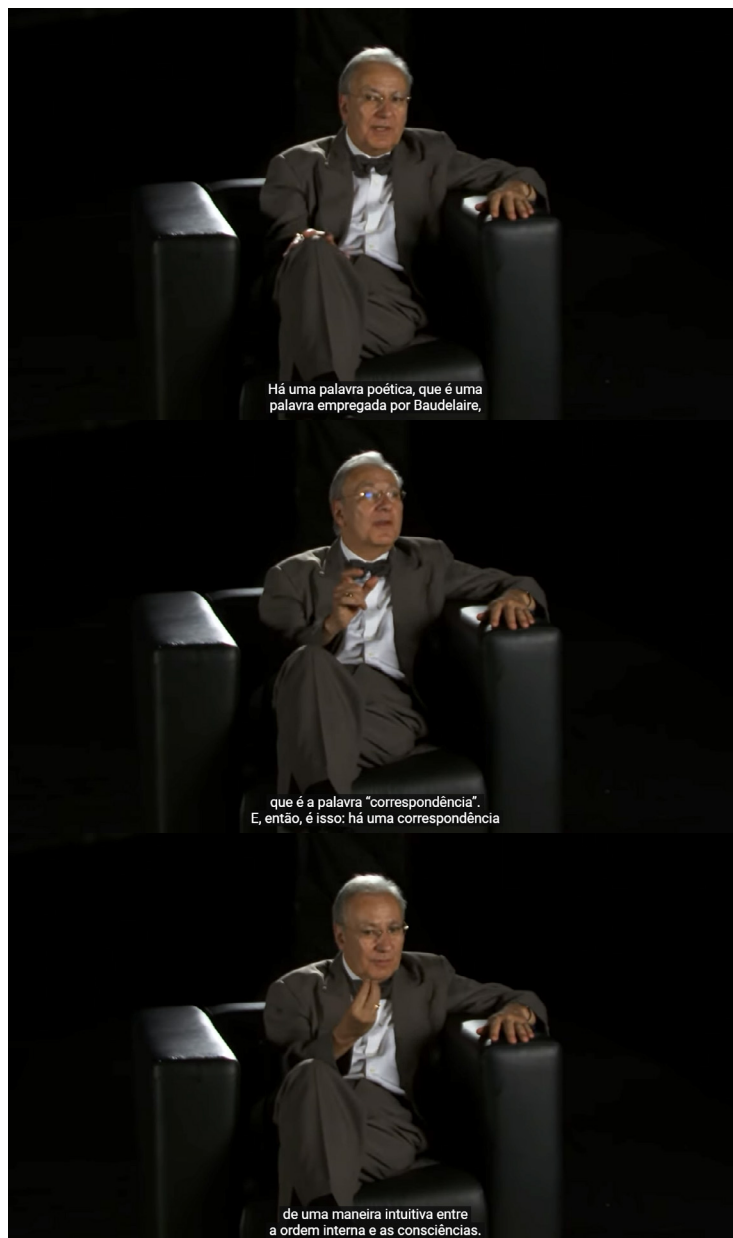 Há uma palavra poética, que é uma
palavra empregada por Baudelaire,
que é a palavra “correspondência”.
E, então, é isso: há uma correspondência
de uma maneira intuitiva entre
a ordem interna e as consciências.